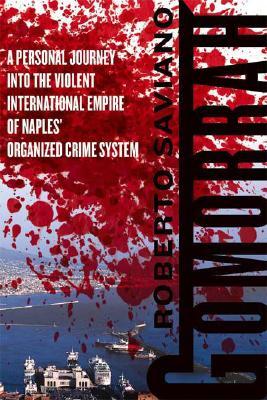 A PERSONAL JOURNEY
INTO THE VIOLENT
INTERNATIONAL EMPIRE
OF NAPLES'
ORGANIZED CRIME SYSTEM
ROBERTO SAVIANO
GOMORRAH